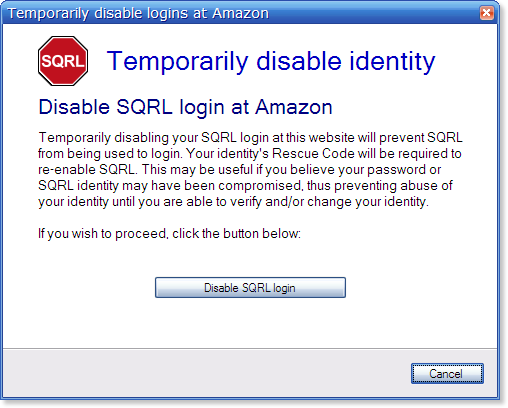 Temporarily disable logins at Amazon
SQRL
Temporarily disable identity
Disable SQRL login at Amazon
Temporarily disabling your SQRL login at this website will prevent SQRL
from being used to login. Your identity's Rescue Code will be required to
re-enable SQRL. This may be useful if you believe your password or
SQRL identity may have been compromised, thus preventing abuse of
your identity until you are able to verify and/or change your identity.
If you wish to proceed, click the button below:
Disable SQRL login
Cancel